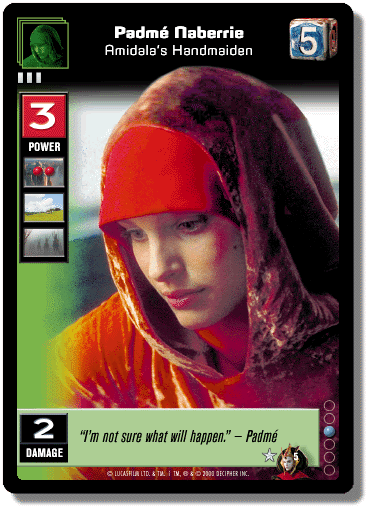 Padmé Naberrie
Amidala's Handmaiden
5
3
POWER
2
DAMAGE
"I'm not sure what will happen." – Padmé
5
© LUCASFILM LTD. & TM. | TM, ® & © 2000 DECIPHER INC.